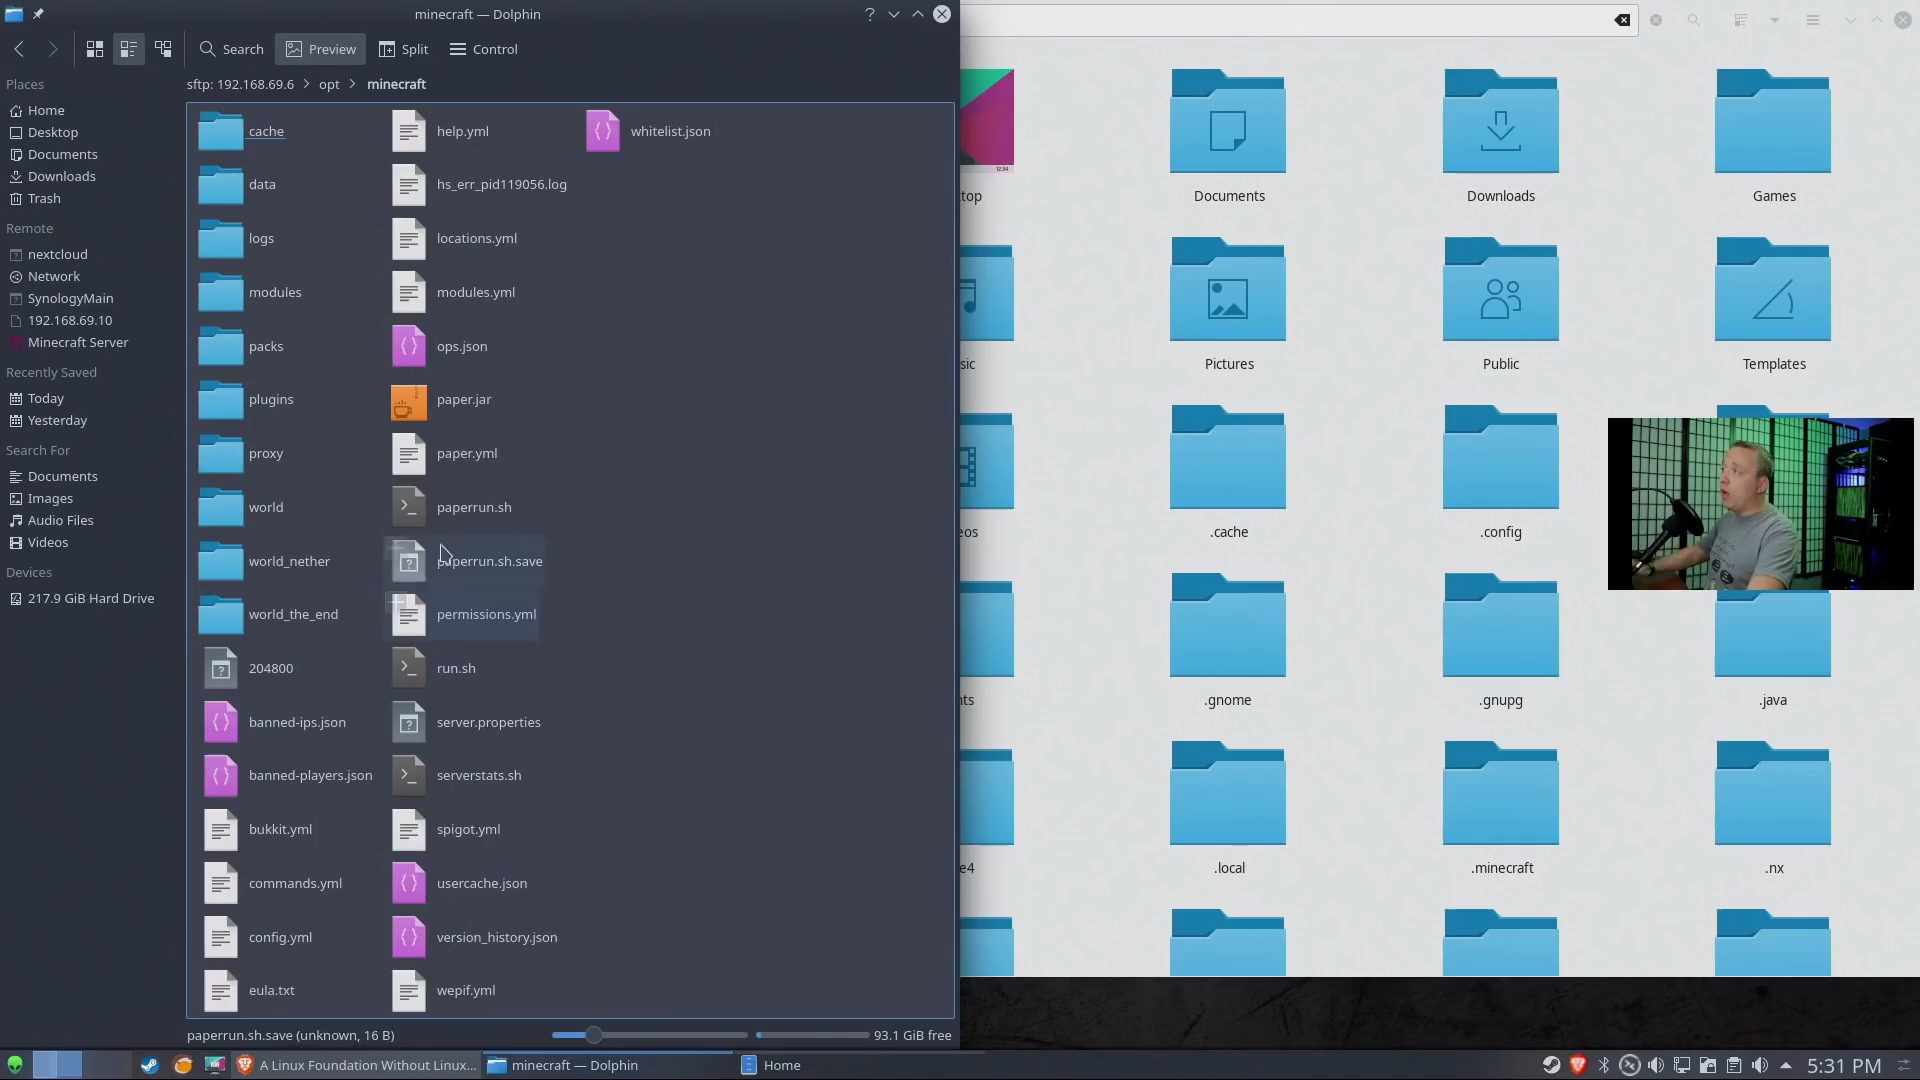 minecraft — Dolphin
Search
Preview
Split
Control
sftp: 192.168.69.6 > opt > minecraft
Places
Home
Desktop
Documents
Downloads
Trash
Remote
nextcloud
Network
SynologyMain
192.168.69.10
Minecraft Server
Recently Saved
Today
Yesterday
Search For
Documents
Images
Audio Files
Videos
Devices
217.9 GiB Hard Drive
cache
data
logs
modules
packs
plugins
proxy
world
world_nether
world_the_end
204800
banned-ips.json
banned-players.json
bukkit.yml
commands.yml
config.yml
eula.txt
help.yml
hs_err_pid119056.log
locations.yml
modules.yml
ops.json
paper.jar
paper.yml
paperrun.sh
paperrun.sh.save
permissions.yml
run.sh
server.properties
serverstats.sh
spigot.yml
usercache.json
version_history.json
wepif.yml
whitelist.json
paperrun.sh.save (unknown, 16 B)
93.1 GiB free
top
Documents
Downloads
Games
sic
Pictures
Public
Templates
eos
.cache
.config
nts
.gnome
.gnupg
.java
e4
.local
.minecraft
.nx
A Linux Foundation Without Linux...
minecraft — Dolphin
Home
5:31 PM